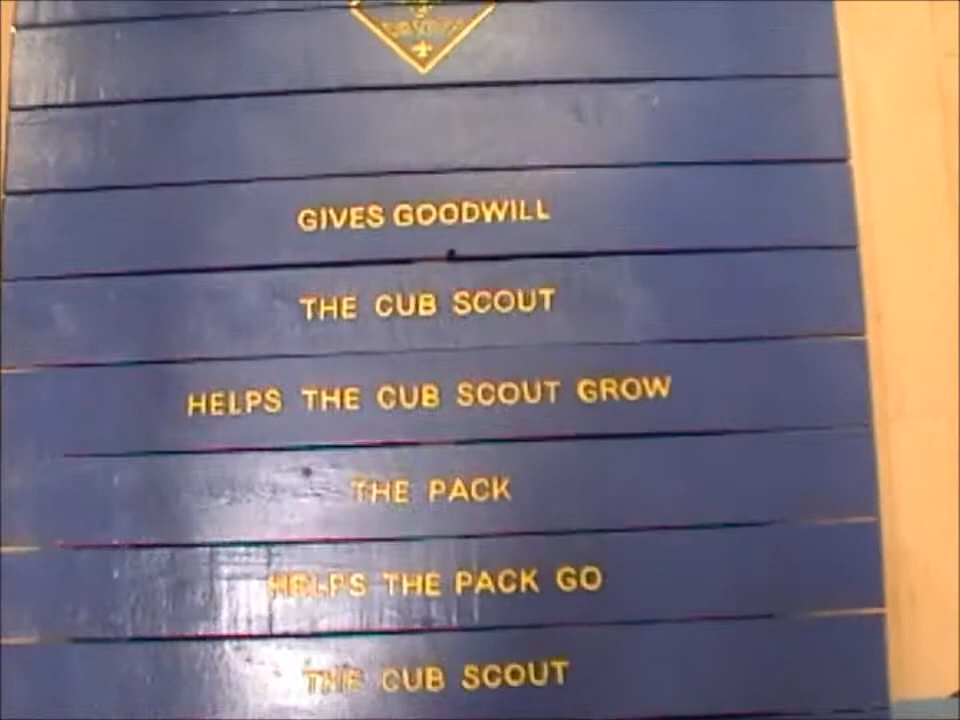 GIVES GOODWILL
THE CUB SCOUT
HELPS THE CUB SCOUT GROW
THE PACK
HELPS THE PACK GO
THE CUB SCOUT